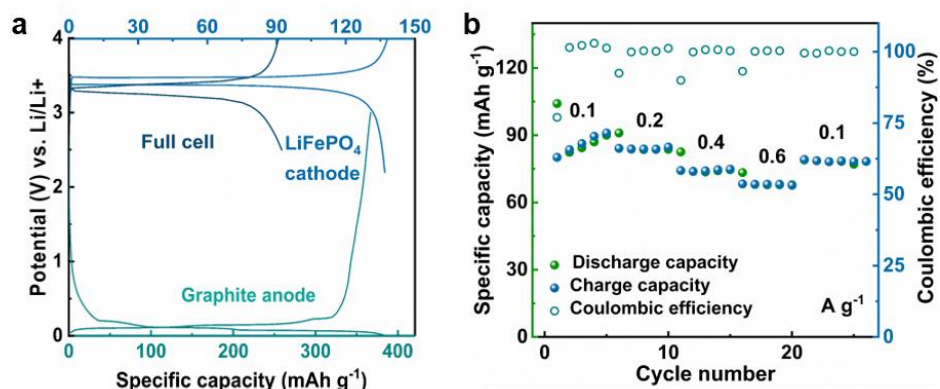 a
0 30 60 90 120 150
4
3
2
1
0
Potential (V) vs. Li/Li+
Full cell
LiFePO4
cathode
Graphite anode
0 100 200 300 400
Specific capacity (mAh g-1)
b
120
90
60
30
0
Specific capacity (mAh g-1)
0.1
0.2
0.4
0.6
0.1
Discharge capacity
Charge capacity
Coulombic efficiency
A g-1
100
75
50
25
0
Coulombic efficiency (%)
0 10 20
Cycle number